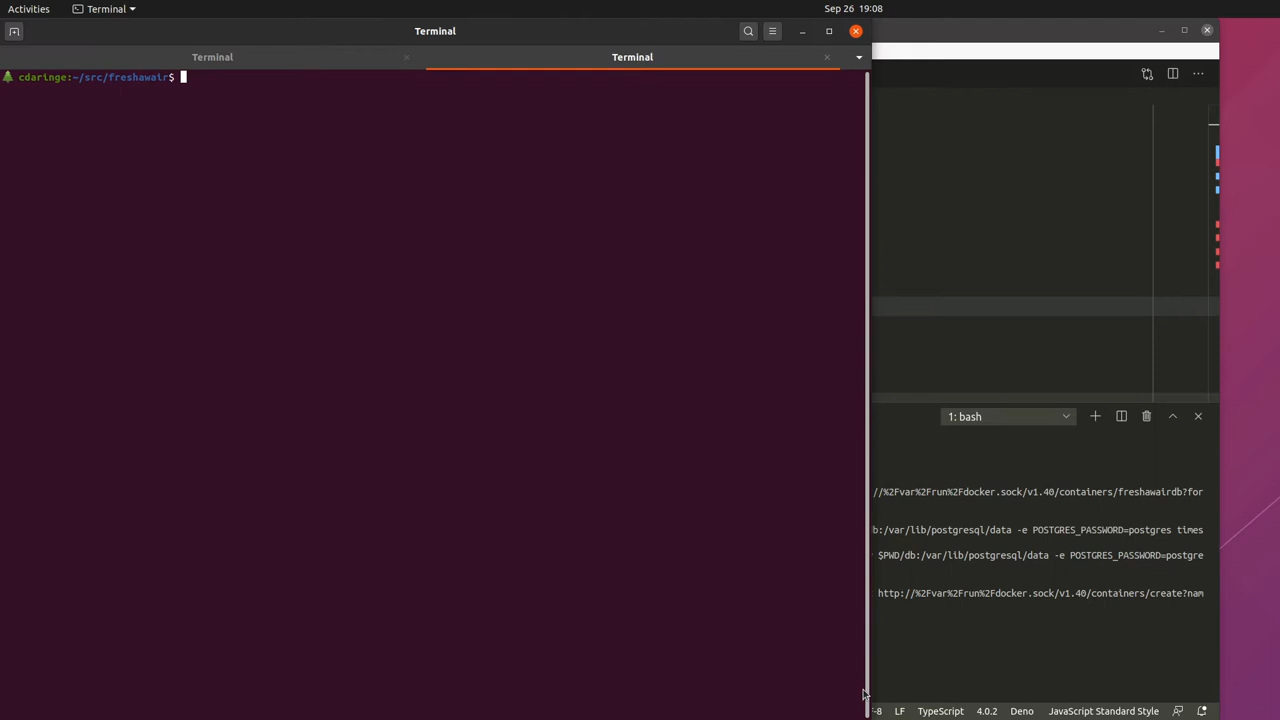 Activities
Terminal
Sep 26 19:08
Terminal
Terminal
Terminal
cdaringe:~/src/freshawair$
1: bash
//%2Fvar%2Frun%2Fdocker.sock/v1.40/containers/freshawairdb?for
b:/var/lib/postgresql/data -e POSTGRES_PASSWORD=postgres times
$PWD/db:/var/lib/postgresql/data -e POSTGRES_PASSWORD=postgre
http://%2Fvar%2Frun%2Fdocker.sock/v1.40/containers/create?nam
F-8
LF
TypeScript
4.0.2
Deno
JavaScript Standard Style